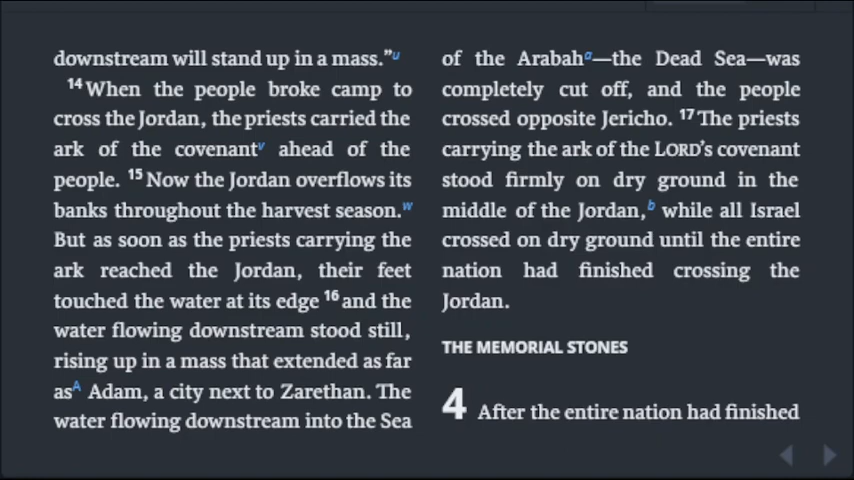 downstream will stand up in a mass.”u
14 When the people broke camp to
cross the Jordan, the priests carried the
ark of the covenantv ahead of the
people. 15 Now the Jordan overflows its
banks throughout the harvest season.w
But as soon as the priests carrying the
ark reached the Jordan, their feet
touched the water at its edge 16 and the
water flowing downstream stood still,
rising up in a mass that extended as far
asA Adam, a city next to Zarethan. The
water flowing downstream into the Sea
of the Arabaha—the Dead Sea—was
completely cut off, and the people
crossed opposite Jericho. 17 The priests
carrying the ark of the LORD’s covenant
stood firmly on dry ground in the
middle of the Jordan,b while all Israel
crossed on dry ground until the entire
nation had finished crossing the
Jordan.
THE MEMORIAL STONES
4 After the entire nation had finished